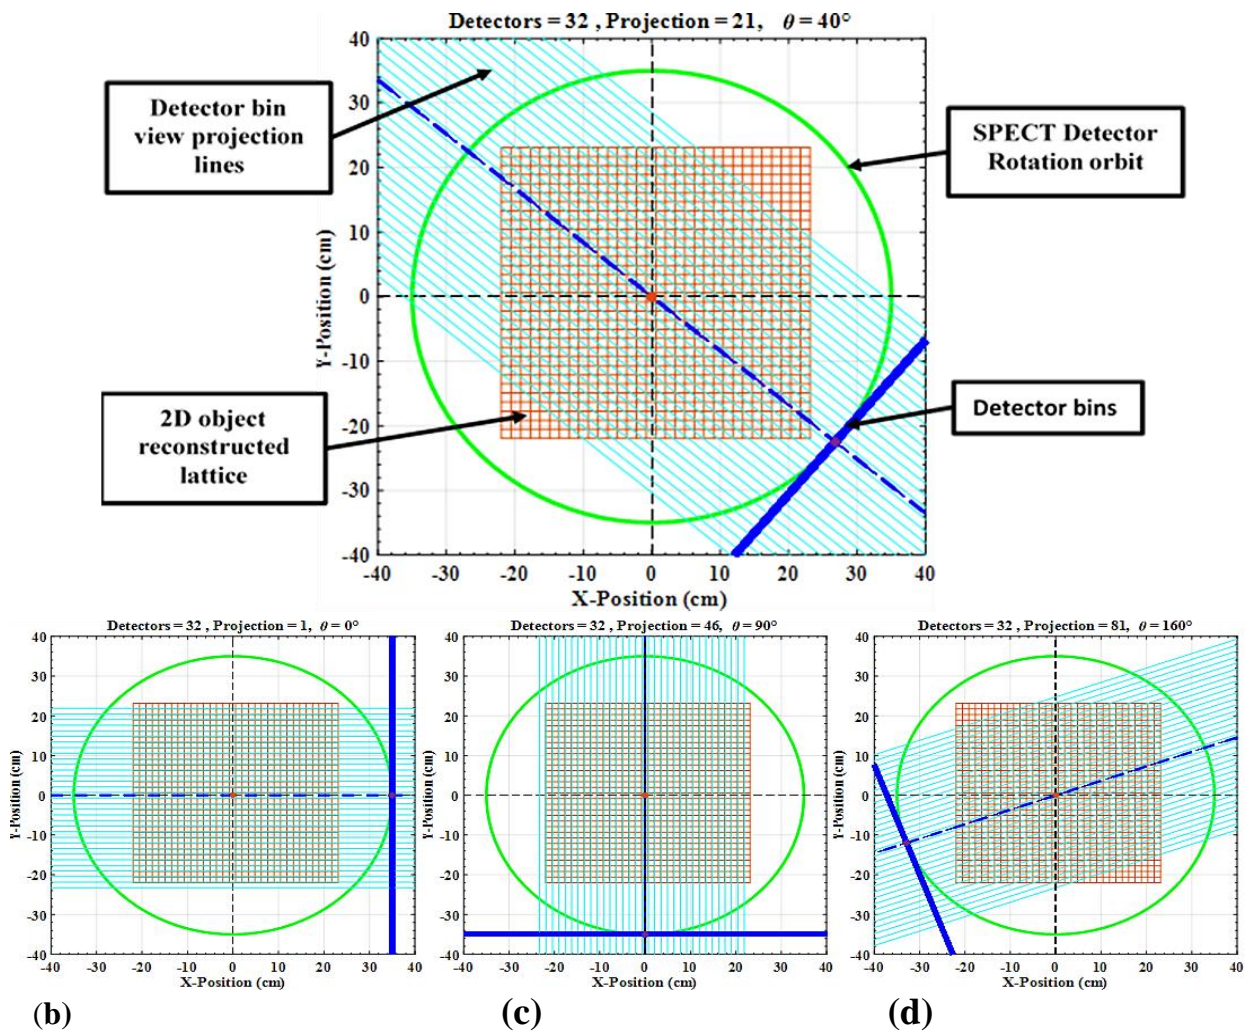 Detectors = 32 , Projection = 21,   θ = 40°
Detector bin
view projection
lines
SPECT Detector
Rotation orbit
2D object
reconstructed
lattice
Detector bins
Y-Position (cm)
40
30
20
10
0
-10
-20
-30
-40
-40 -30 -20 -10 0 10 20 30 40
X-Position (cm)
Detectors = 32 , Projection = 1,  θ = 0°
Y-Position (cm)
40
30
20
10
0
-10
-20
-30
-40
-40 -30 -20 -10 0 10 20 30 40
X-Position (cm)
(b)
Detectors = 32 , Projection = 46,  θ = 90°
Y-Position (cm)
40
30
20
10
0
-10
-20
-30
-40
-40 -30 -20 -10 0 10 20 30 40
X-Position (cm)
(c)
Detectors = 32 , Projection = 81,  θ = 160°
Y-Position (cm)
40
30
20
10
0
-10
-20
-30
-40
-40 -30 -20 -10 0 10 20 30 40
X-Position (cm)
(d)